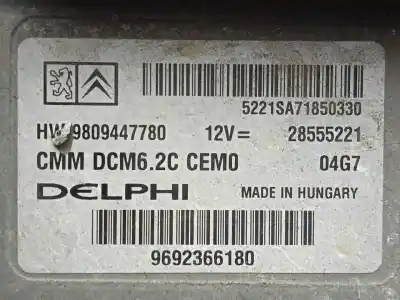 5221SA71850330
HW 9809447780 12V= 28555221
CMM DCM6.2C CEM0 04G7
DELPHI MADE IN HUNGARY
9692366180